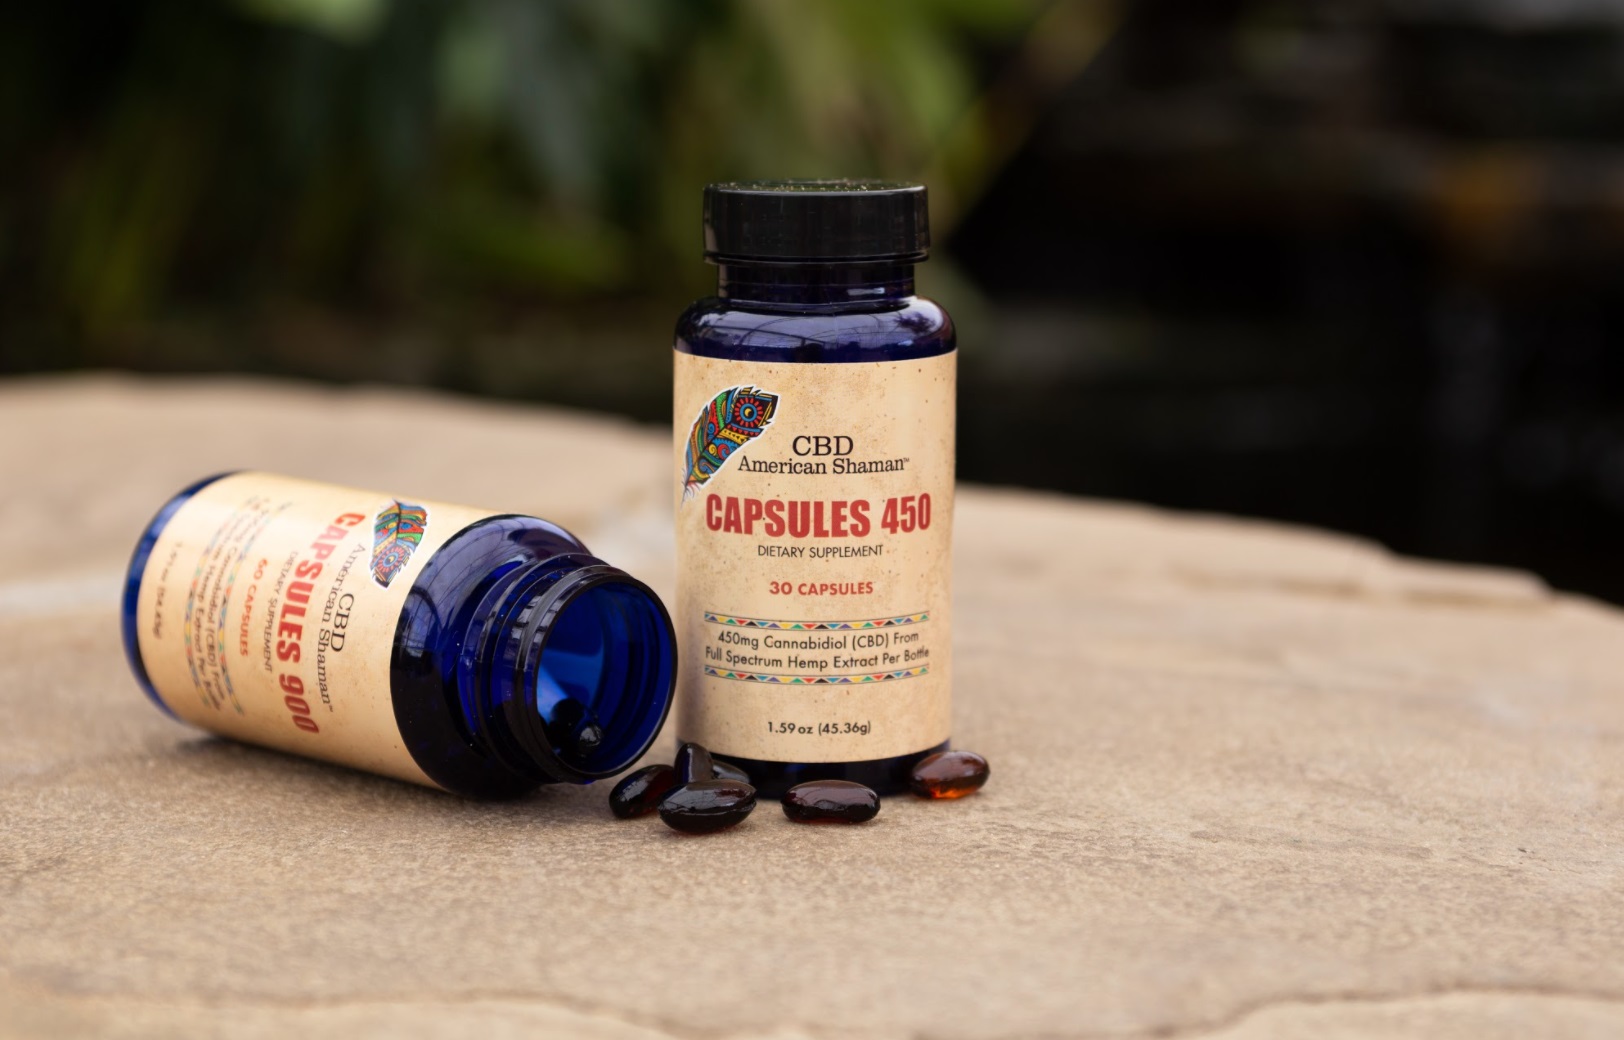 CBD
American Shaman™
CAPSULES 900
DIETARY SUPPLEMENT
60 CAPSULES
CBD
American Shaman™
CAPSULES 450
DIETARY SUPPLEMENT
30 CAPSULES
450mg Cannabidiol (CBD) From
Full Spectrum Hemp Extract Per Bottle
1.59 oz (45.36g)